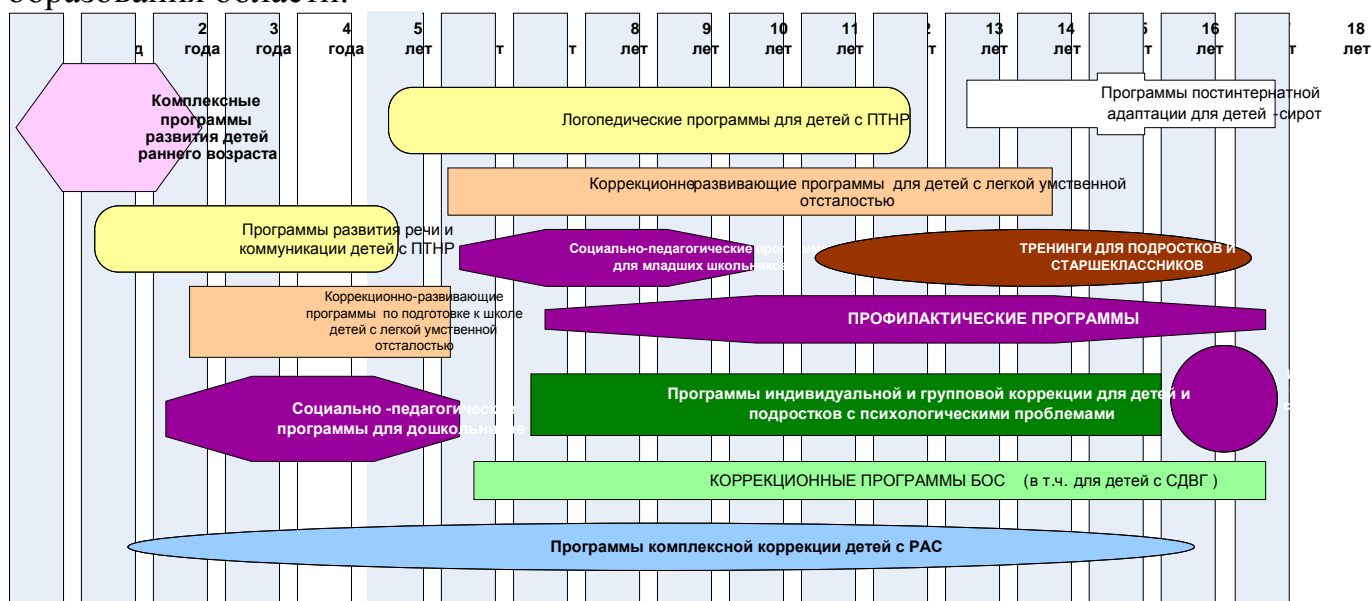 образования области.
2 3 4 5 8 9 10 11 2 13 14 5 16 18
д года года года лет т т лет лет лет лет лет лет лет т лет
Комплексные
программы
развития детей
раннего возраста
Логопедические программы для детей с ПТНР
Программы постинтернатной
адаптации для детей -сирот
Коррекционно-развивающие программы для детей с легкой умственной
отсталостью
Программы развития речи и
коммуникации детей с ПТНР
Социально-педагогические програм
для младших школьников
ТРЕНИНГИ ДЛЯ ПОДРОСТКОВ И
СТАРШЕКЛАССНИКОВ
Коррекционно-развивающие
программы по подготовке к школе
детей с легкой умственной
отсталостью
ПРОФИЛАКТИЧЕСКИЕ ПРОГРАММЫ
Социально -педагогические
программы для дошкольников
Программы индивидуальной и групповой коррекции для детей и
подростков с психологическими проблемами
КОРРЕКЦИОННЫЕ ПРОГРАММЫ БОС (в т.ч. для детей с СДВГ )
Программы комплексной коррекции детей с РАС